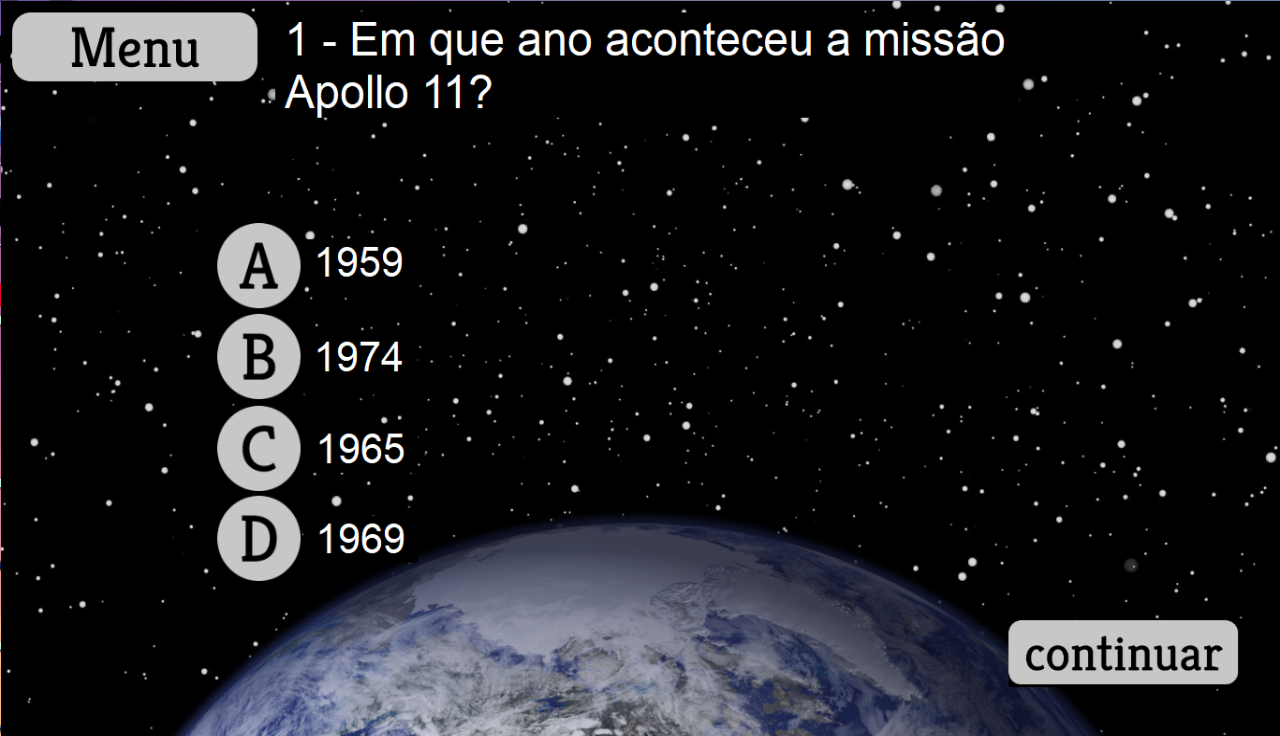 Menu
1 - Em que ano aconteceu a missão
Apollo 11?
A 1959
B 1974
C 1965
D 1969
continuar